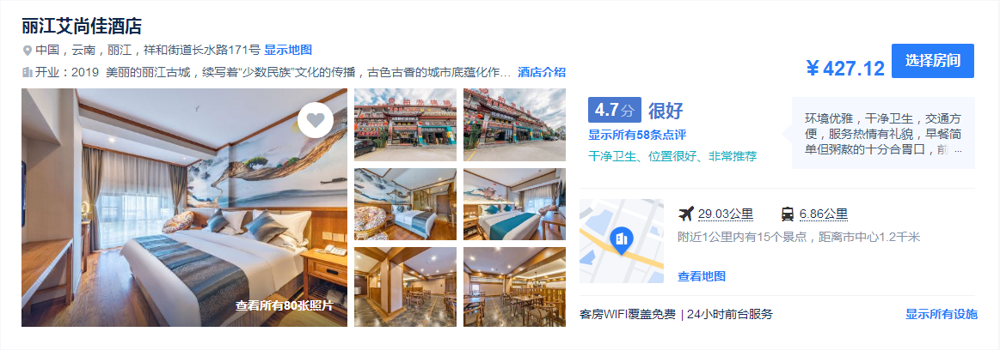 丽江艾尚佳酒店
中国，云南，丽江，祥和街道长水路171号 显示地图
开业：2019 美丽的丽江古城，续写着“少数民族”文化的传播，古色古香的城市底蕴化作... 酒店介绍
¥427.12
选择房间
查看所有80张照片
4.7分 很好
显示所有58条点评
干净卫生、位置很好、非常推荐
环境优雅，干净卫生，交通方
便，服务热情有礼貌，早餐简
单但粥熬的十分合胃口，前 ...
29.03公里 6.86公里
附近1公里内有15个景点，距离市中心1.2千米
查看地图
客房WIFI覆盖免费 | 24小时前台服务
显示所有设施